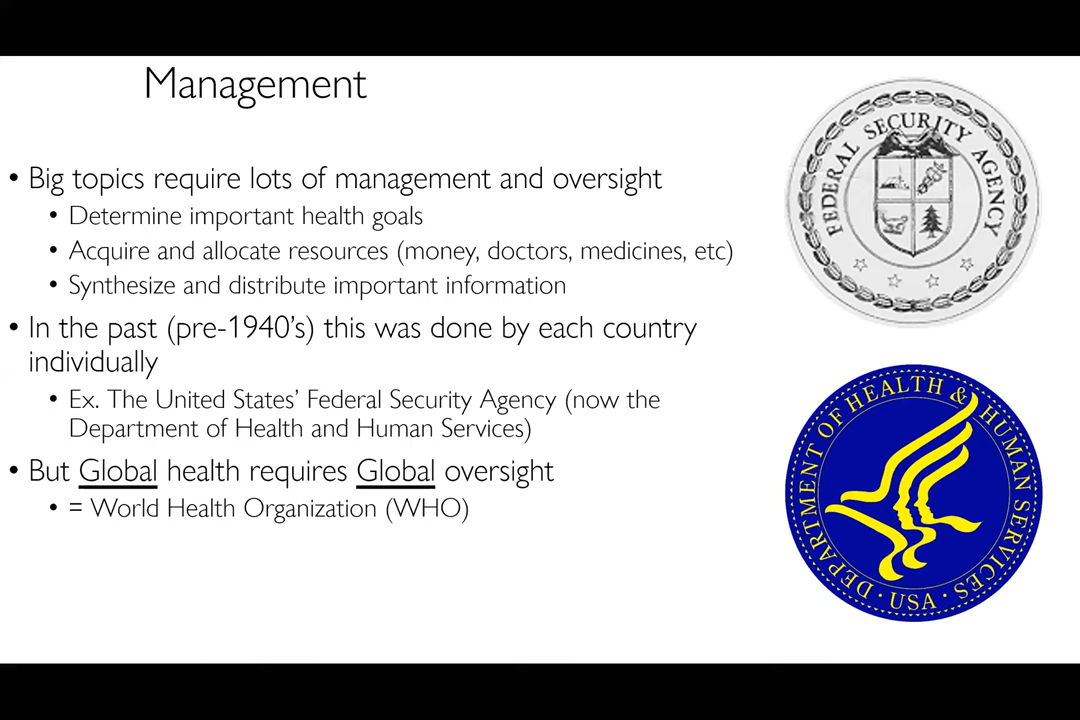 Management
• Big topics require lots of management and oversight
• Determine important health goals
• Acquire and allocate resources (money, doctors, medicines, etc)
• Synthesize and distribute important information
• In the past (pre-1940's) this was done by each country
individually
• Ex. The United States' Federal Security Agency (now the
Department of Health and Human Services)
• But Global health requires Global oversight
• = World Health Organization (WHO)
FEDERAL SECURITY AGENCY
DEPARTMENT OF HEALTH & HUMAN SERVICES · USA ·